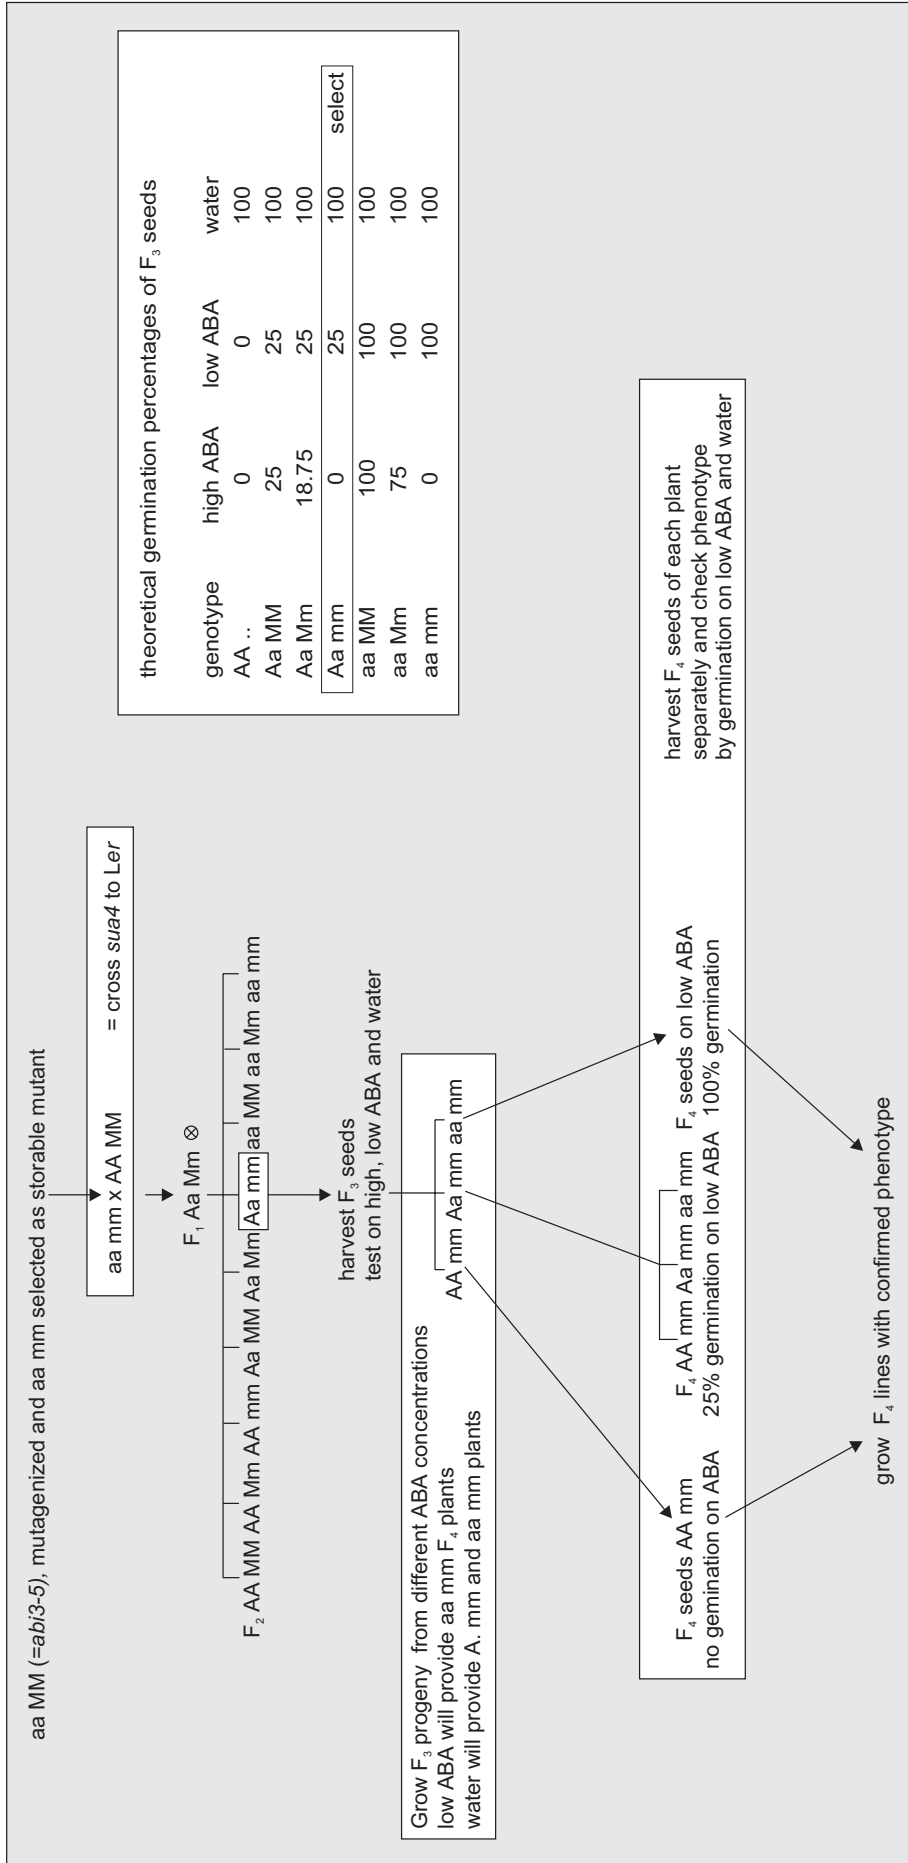 aa MM (=abi3-5), mutagenized and aa mm selected as storable mutant
aa mm x AA MM = cross sua4 to Ler
F1 Aa Mm ⊗
F2 AA MM AA Mm AA mm Aa MM Aa Mm Aa mm aa MM aa Mm aa mm
harvest F3 seeds
test on high, low ABA and water
Grow F3 progeny from different ABA concentrations
low ABA will provide aa mm F4 plants
water will provide A. mm and aa mm plants
AA mm Aa mm aa mm
F4 seeds AA mm
no gemination on ABA
F4 AA mm Aa mm aa mm
25% germination on low ABA
F4 seeds on low ABA
100% germination
harvest F4 seeds of each plant
separately and check phenotype
by germination on low ABA and water
grow F4 lines with confirmed phenotype
theoretical germination percentages of F3 seeds
genotype high ABA low ABA water
AA .. 0 0 100
Aa MM 25 25 100
Aa Mm 18.75 25 100
Aa mm 0 25 100 select
aa MM 100 100 100
aa Mm 75 100 100
aa mm 0 100 100